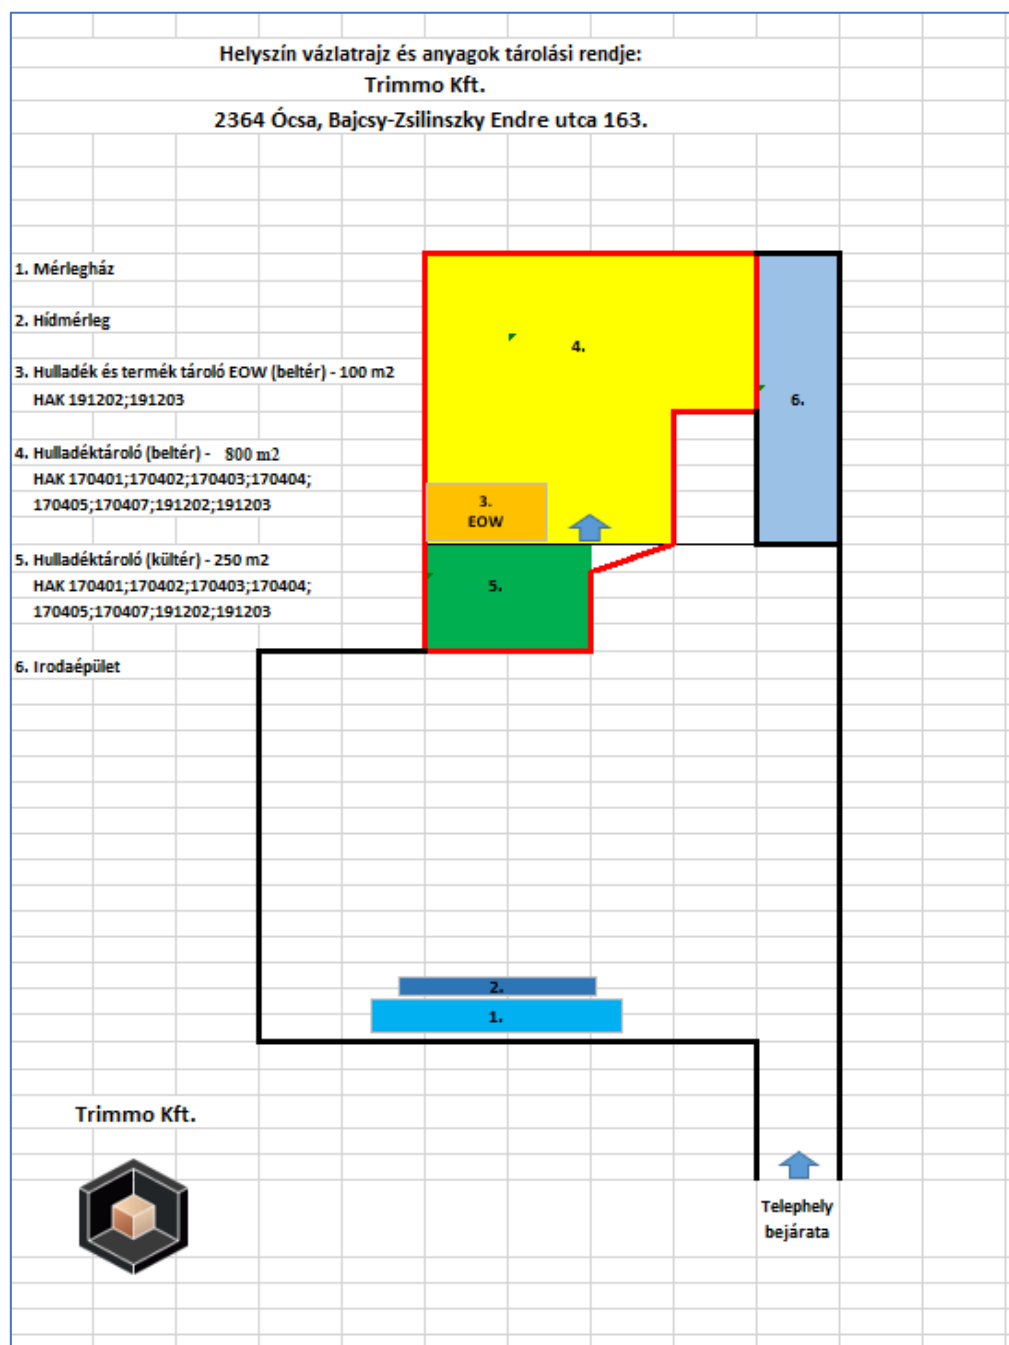 Helyszín vázlatrajz és anyagok tárolási rendje:
Trimmo Kft.
2364 Ócsa, Bajcsy-Zsilinszky Endre utca 163.
1. Mérlegház
2. Hídmérleg
3. Hulladék és termék tároló EOW (beltér) - 100 m2
HAK 191202;191203
4. Hulladéktároló (beltér) - 800 m2
HAK 170401;170402;170403;170404;
170405;170407;191202;191203
5. Hulladéktároló (kültér) - 250 m2
HAK 170401;170402;170403;170404;
170405;170407;191202;191203
6. Irodaépület
4.
6.
3.
EOW
5.
2.
1.
Trimmo Kft.
Telephely
bejárata